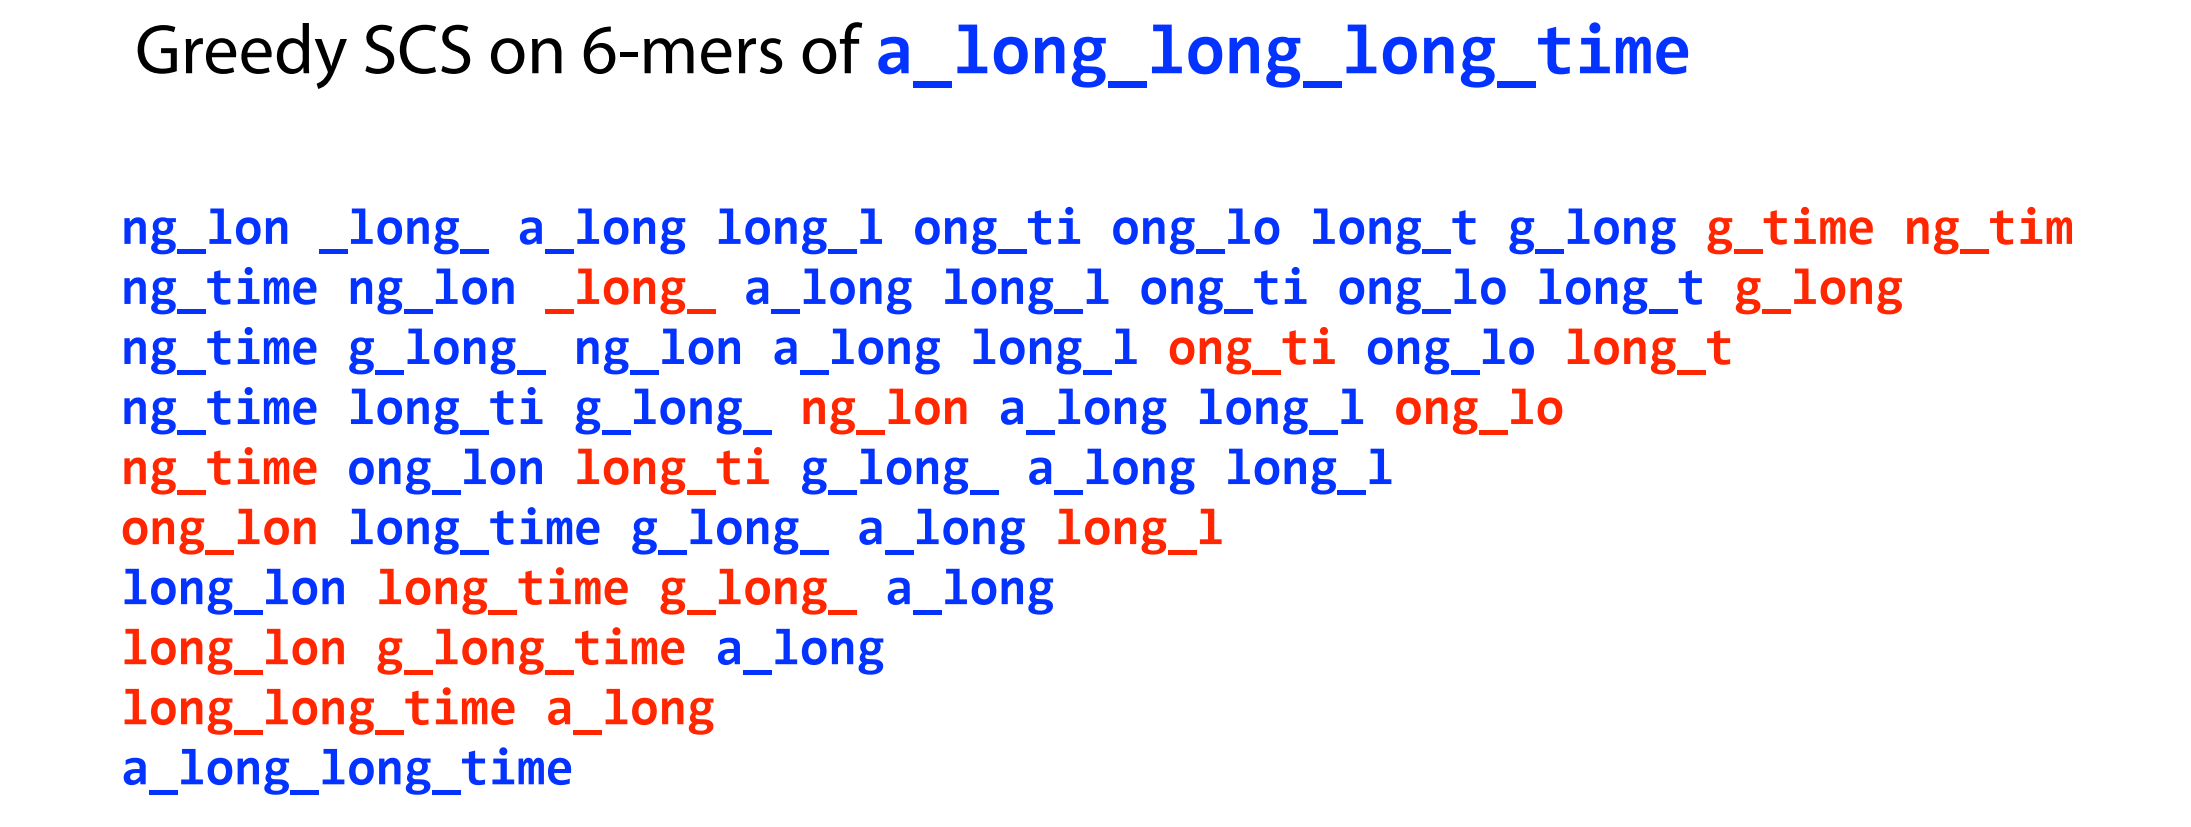 Greedy SCS on 6-mers of a_long_long_long_time
ng_lon _long_ a_long long_l ong_ti ong_lo long_t g_long g_time ng_tim
ng_time ng_lon _long_ a_long long_l ong_ti ong_lo long_t g_long
ng_time g_long_ ng_lon a_long long_l ong_ti ong_lo long_t
ng_time long_ti g_long_ ng_lon a_long long_l ong_lo
ng_time ong_lon long_ti g_long_ a_long long_l
ong_lon long_time g_long_ a_long long_l
long_lon long_time g_long_ a_long
long_lon g_long_time a_long
long_long_time a_long
a_long_long_time